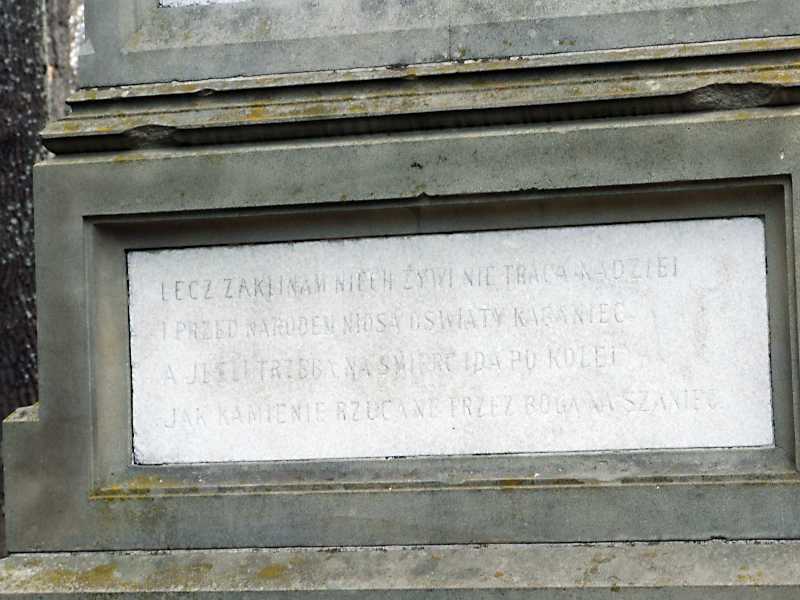 LECZ ZAKLINAM NIECH ŻYWI NIE TRACĄ NADZIEI
I PRZED NARODEM NIOSĄ OŚWIATY KAGANIEC
A JEŚLI TRZEBA NA ŚMIERĆ IDĄ PO KOLEI
JAK KAMIENIE RZUCANE PRZEZ BOGA NA SZANIEC